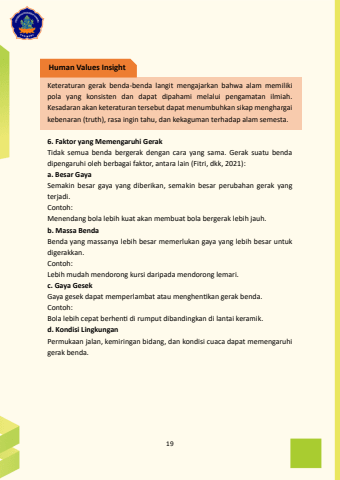 Human Values Insight
Keteraturan gerak benda-benda langit mengajarkan bahwa alam memiliki
pola yang konsisten dan dapat dipahami melalui pengamatan ilmiah.
Kesadaran akan keteraturan tersebut dapat menumbuhkan sikap menghargai
kebenaran (truth), rasa ingin tahu, dan kekaguman terhadap alam semesta.
6. Faktor yang Memengaruhi Gerak
Tidak semua benda bergerak dengan cara yang sama. Gerak suatu benda
dipengaruhi oleh berbagai faktor, antara lain (Fitri, dkk, 2021):
a. Besar Gaya
Semakin besar gaya yang diberikan, semakin besar perubahan gerak yang
terjadi.
Contoh:
Menendang bola lebih kuat akan membuat bola bergerak lebih jauh.
b. Massa Benda
Benda yang massanya lebih besar memerlukan gaya yang lebih besar untuk
digerakkan.
Contoh:
Lebih mudah mendorong kursi daripada mendorong lemari.
c. Gaya Gesek
Gaya gesek dapat memperlambat atau menghentikan gerak benda.
Contoh:
Bola lebih cepat berhenti di rumput dibandingkan di lantai keramik.
d. Kondisi Lingkungan
Permukaan jalan, kemiringan bidang, dan kondisi cuaca dapat memengaruhi
gerak benda.
19